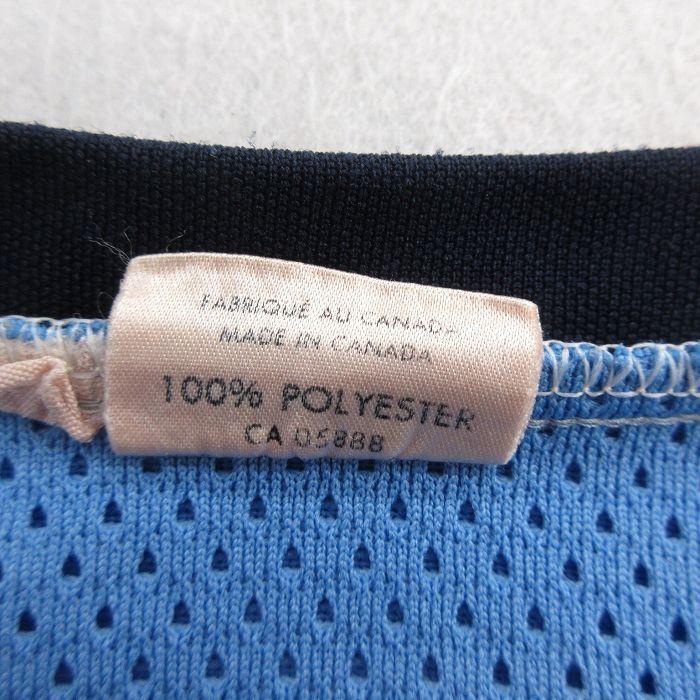 FABRIQUÉ AU CANADA
MADE IN CANADA
100% POLYESTER
CA 05888